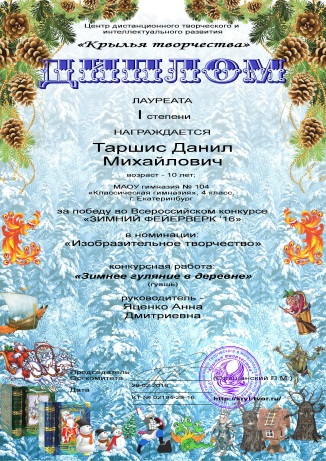 Центр дистанционного творческого и
интеллектуального развития
«Крылья творчества»
ДИПЛОМ
ЛАУРЕАТА
I степени
НАГРАЖДАЕТСЯ
Таршис Данил
Михайлович
возраст - 10 лет;
МАОУ гимназия № 104
«Классическая гимназия», 4 класс,
г. Екатеринбург
за победу во Всероссийском конкурсе
«ЗИМНИЙ ФЕЙЕРВЕРК '16»
в номинации:
«Изобразительное творчество»
конкурсная работа:
«Зимнее гуляние в деревне»
(гуашь)
руководитель -
Яценко Анна
Дмитриевна
Председатель
Оргкомитета
Дата
http://kryl-tvor.ru/